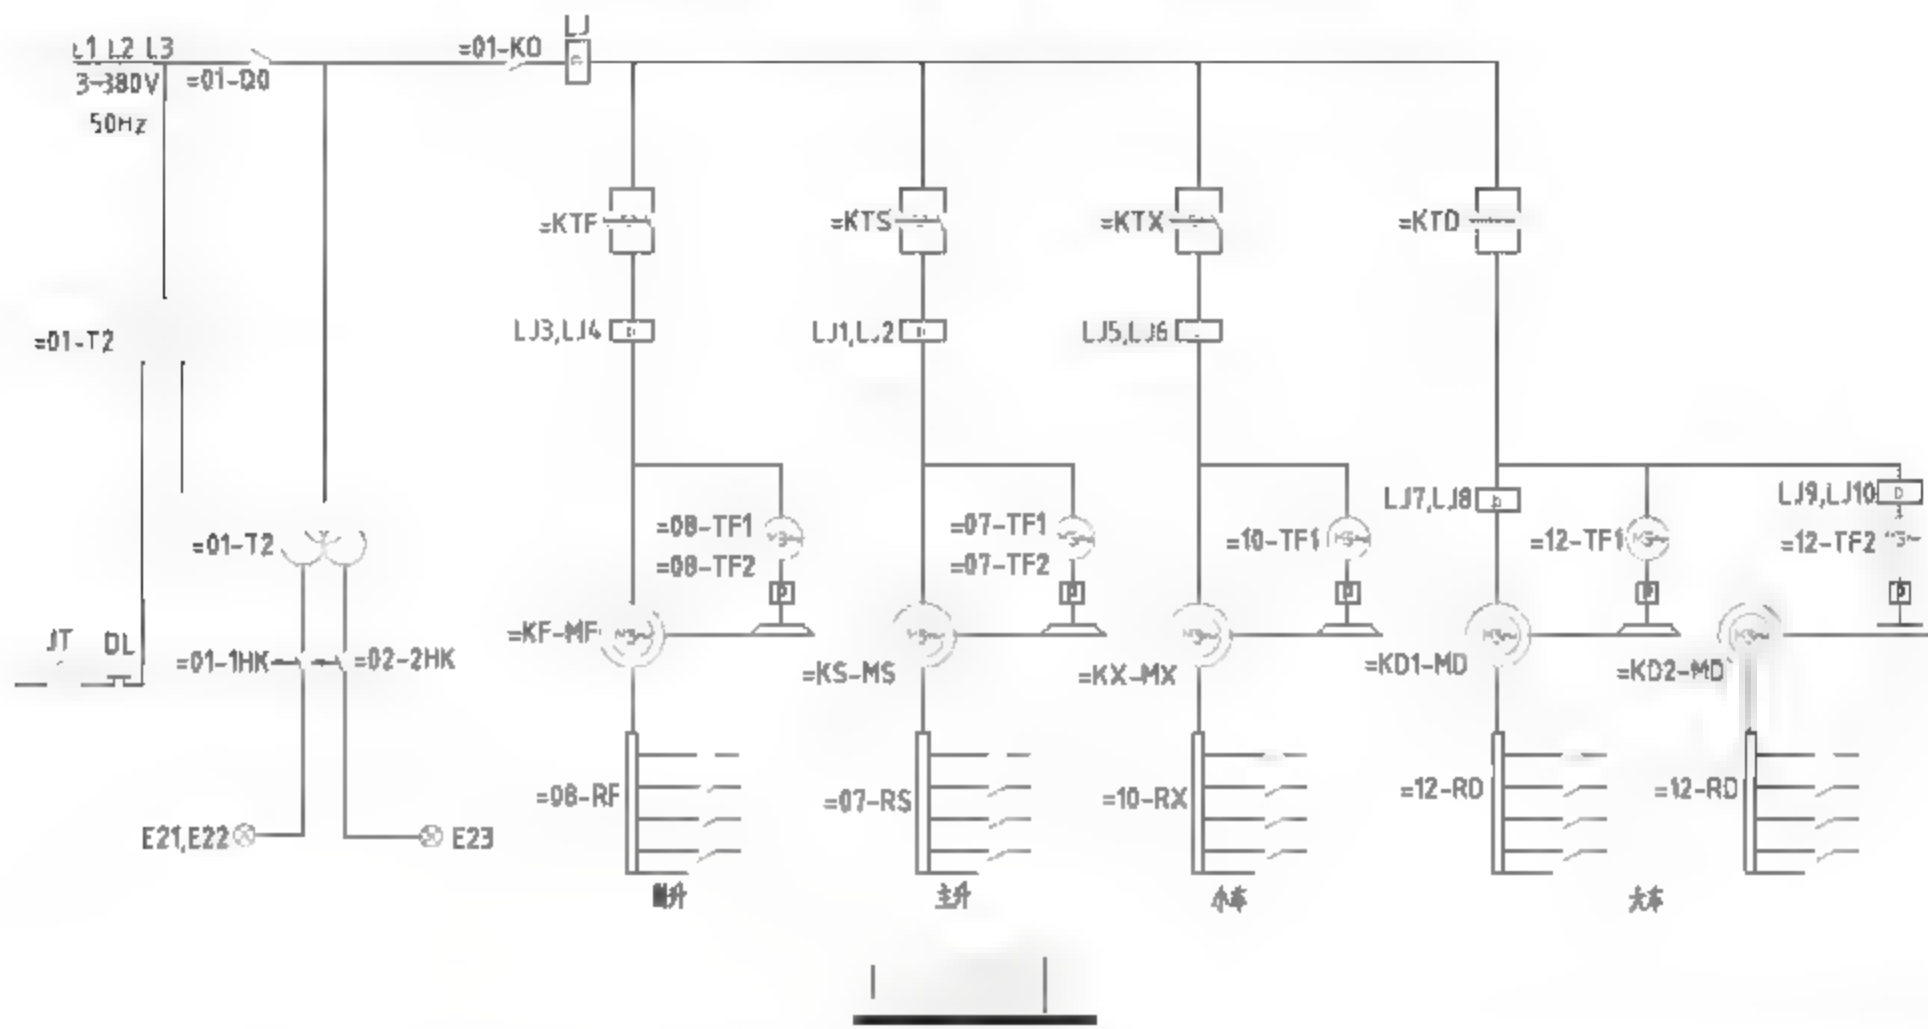 LJ
L1 L2 L3
=01-K0
3~380V
=01-Q0
50Hz
=KTF
=KTS
=KTX
=KTD
=01-T2
LJ3,LJ4
LJ1,LJ2
LJ5,LJ6
LJ7,LJ8
LJ9,LJ10
=01-T2
=08-TF1
=08-TF2
=07-TF1
=07-TF2
=10-TF1
=12-TF1
=12-TF2
JT
DL
=KF-MF
=01-1HK
=02-2HK
=KS-MS
=KX-MX
=KD1-MD
=KD2-MD
=08-RF
=07-RS
=10-RX
=12-RD
=12-RD
E21,E22
E23
主升
小车
大车